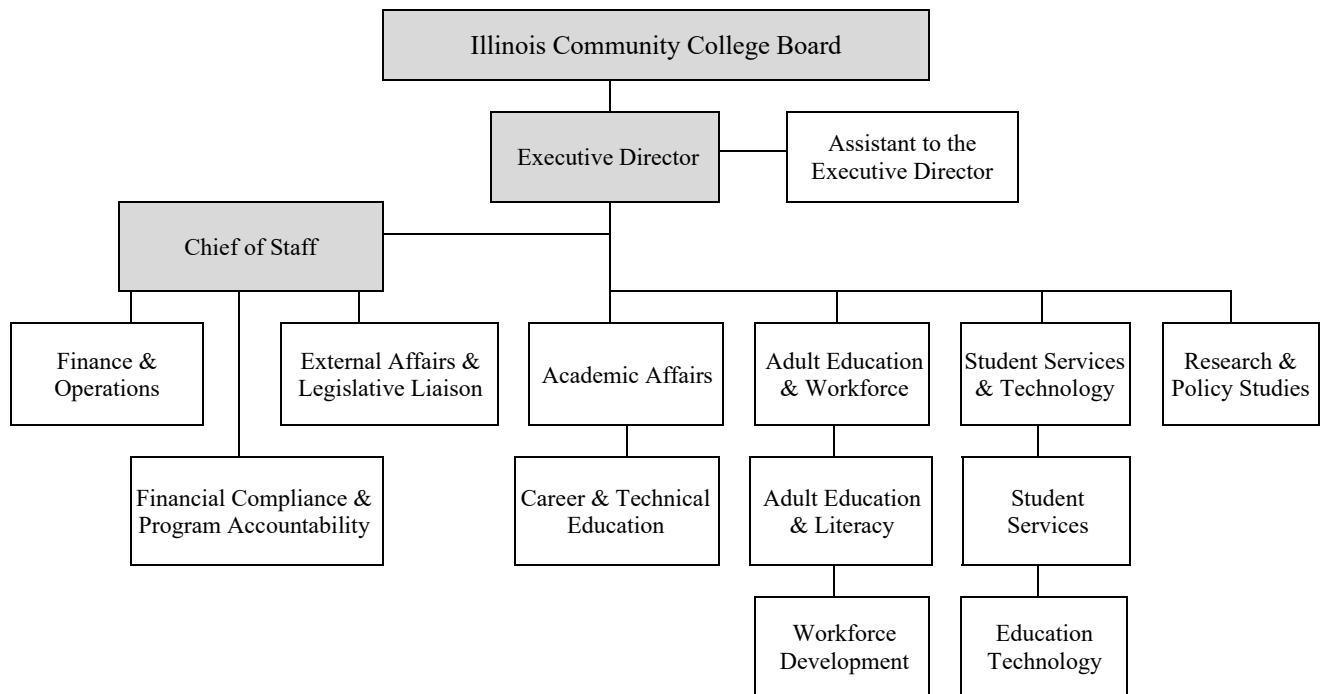 Illinois Community College Board
Executive Director
Assistant to the
Executive Director
Chief of Staff
Finance &
Operations
External Affairs &
Legislative Liaison
Academic Affairs
Adult Education
& Workforce
Student Services
& Technology
Research &
Policy Studies
Financial Compliance &
Program Accountability
Career & Technical
Education
Adult Education
& Literacy
Student
Services
Workforce
Development
Education
Technology